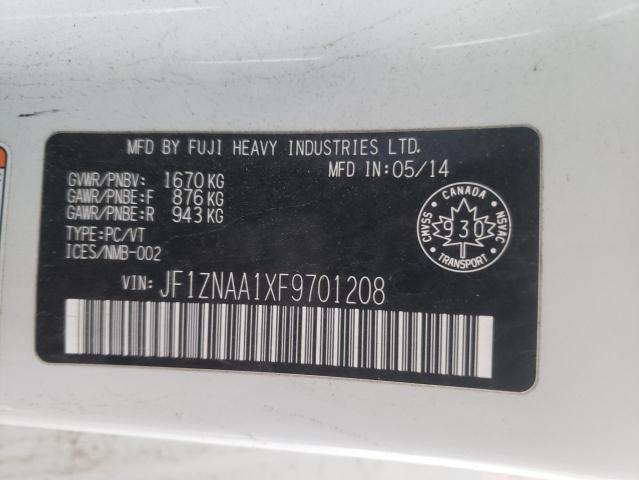 MFD BY FUJI HEAVY INDUSTRIES LTD.
MFD IN:05/14
GVWR/PNBV: 1670 KG
GAWR/PNBE:F 876 KG
GAWR/PNBE:R 943 KG
TYPE:PC/VT
ICES/NMB-002
VIN: JF1ZNAA1XF9701208
CANADA
CMVSS
930
NSVAC
TRANSPORT